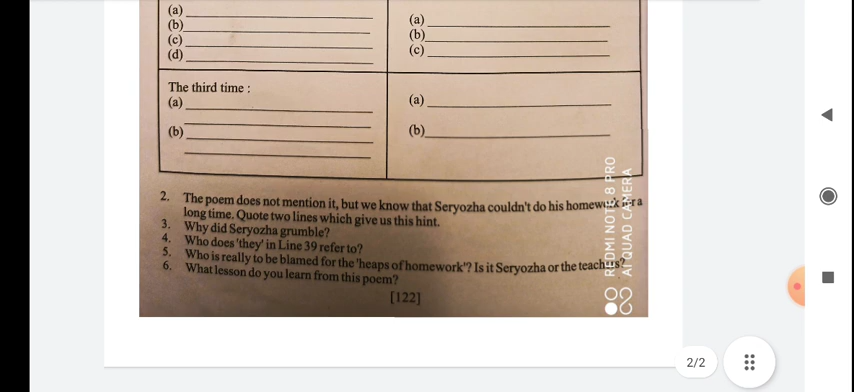 (a)
(b)
(c)
(d)
(a)
(b)
(c)
The third time :
(a)
(b)
(a)
(b)
2. The poem does not mention it, but we know that Seryozha couldn't do his homework for a
long time. Quote two lines which give us this hint.
3. Why did Seryozha grumble?
4. Who does 'they' in Line 39 refer to?
5. Who is really to be blamed for the 'heaps of homework'? Is it Seryozha or the teachers?
6. What lesson do you learn from this poem?
[122]
REDMI NOTE 8 PRO
AI QUAD CAMERA
2/2